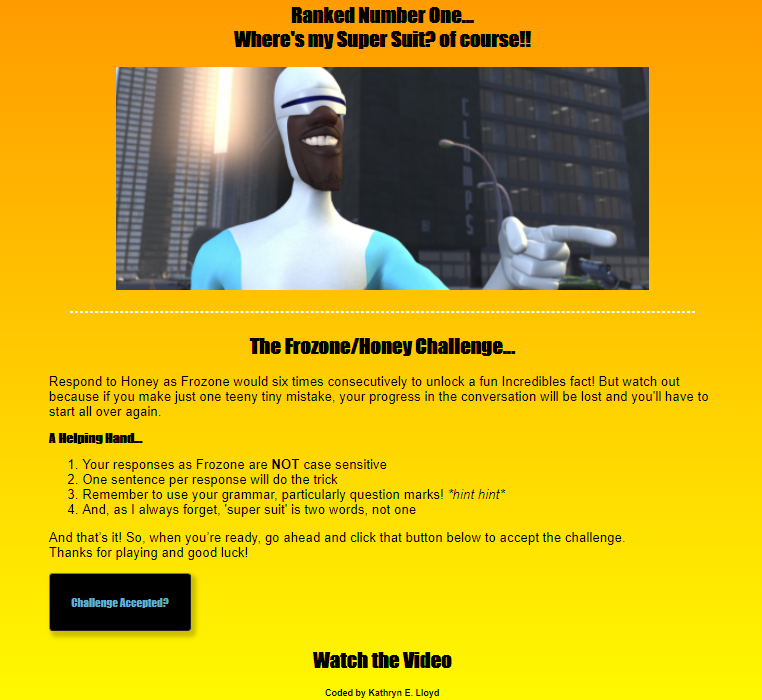 Ranked Number One...
Where's my Super Suit? of course!!
CLUMPS
The Frozone/Honey Challenge...
Respond to Honey as Frozone would six times consecutively to unlock a fun Incredibles fact! But watch out
because if you make just one teeny tiny mistake, your progress in the conversation will be lost and you'll have to
start all over again.
A Helping Hand...
1. Your responses as Frozone are NOT case sensitive
2. One sentence per response will do the trick
3. Remember to use your grammar, particularly question marks! *hint hint*
4. And, as I always forget, 'super suit' is two words, not one
And that's it! So, when you're ready, go ahead and click that button below to accept the challenge.
Thanks for playing and good luck!
Challenge Accepted?
Watch the Video
Coded by Kathryn E. Lloyd